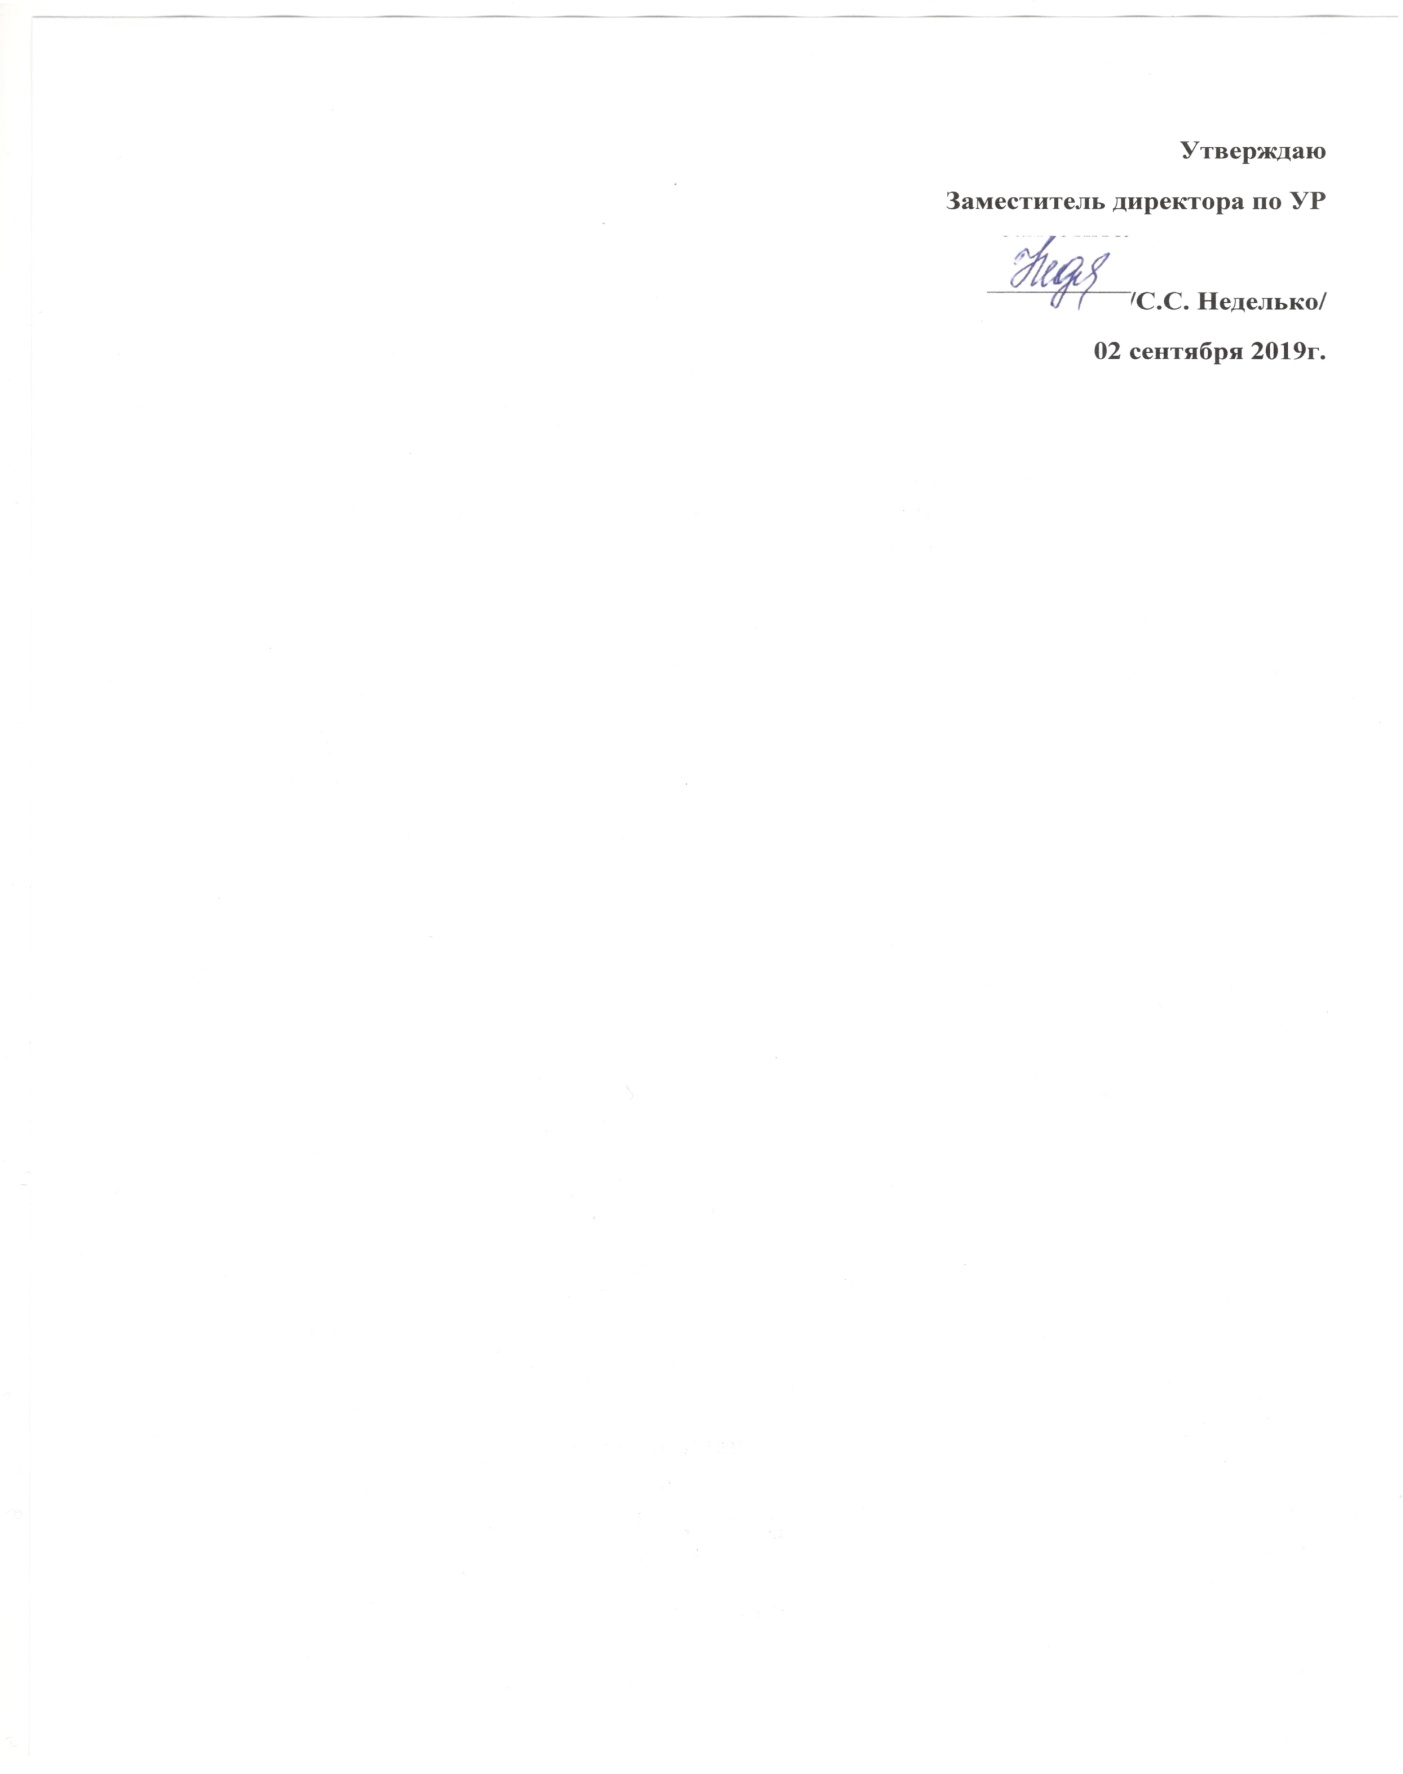 Утверждаю
Заместитель директора по УР
/С.С. Неделько/
02 сентября 2019г.